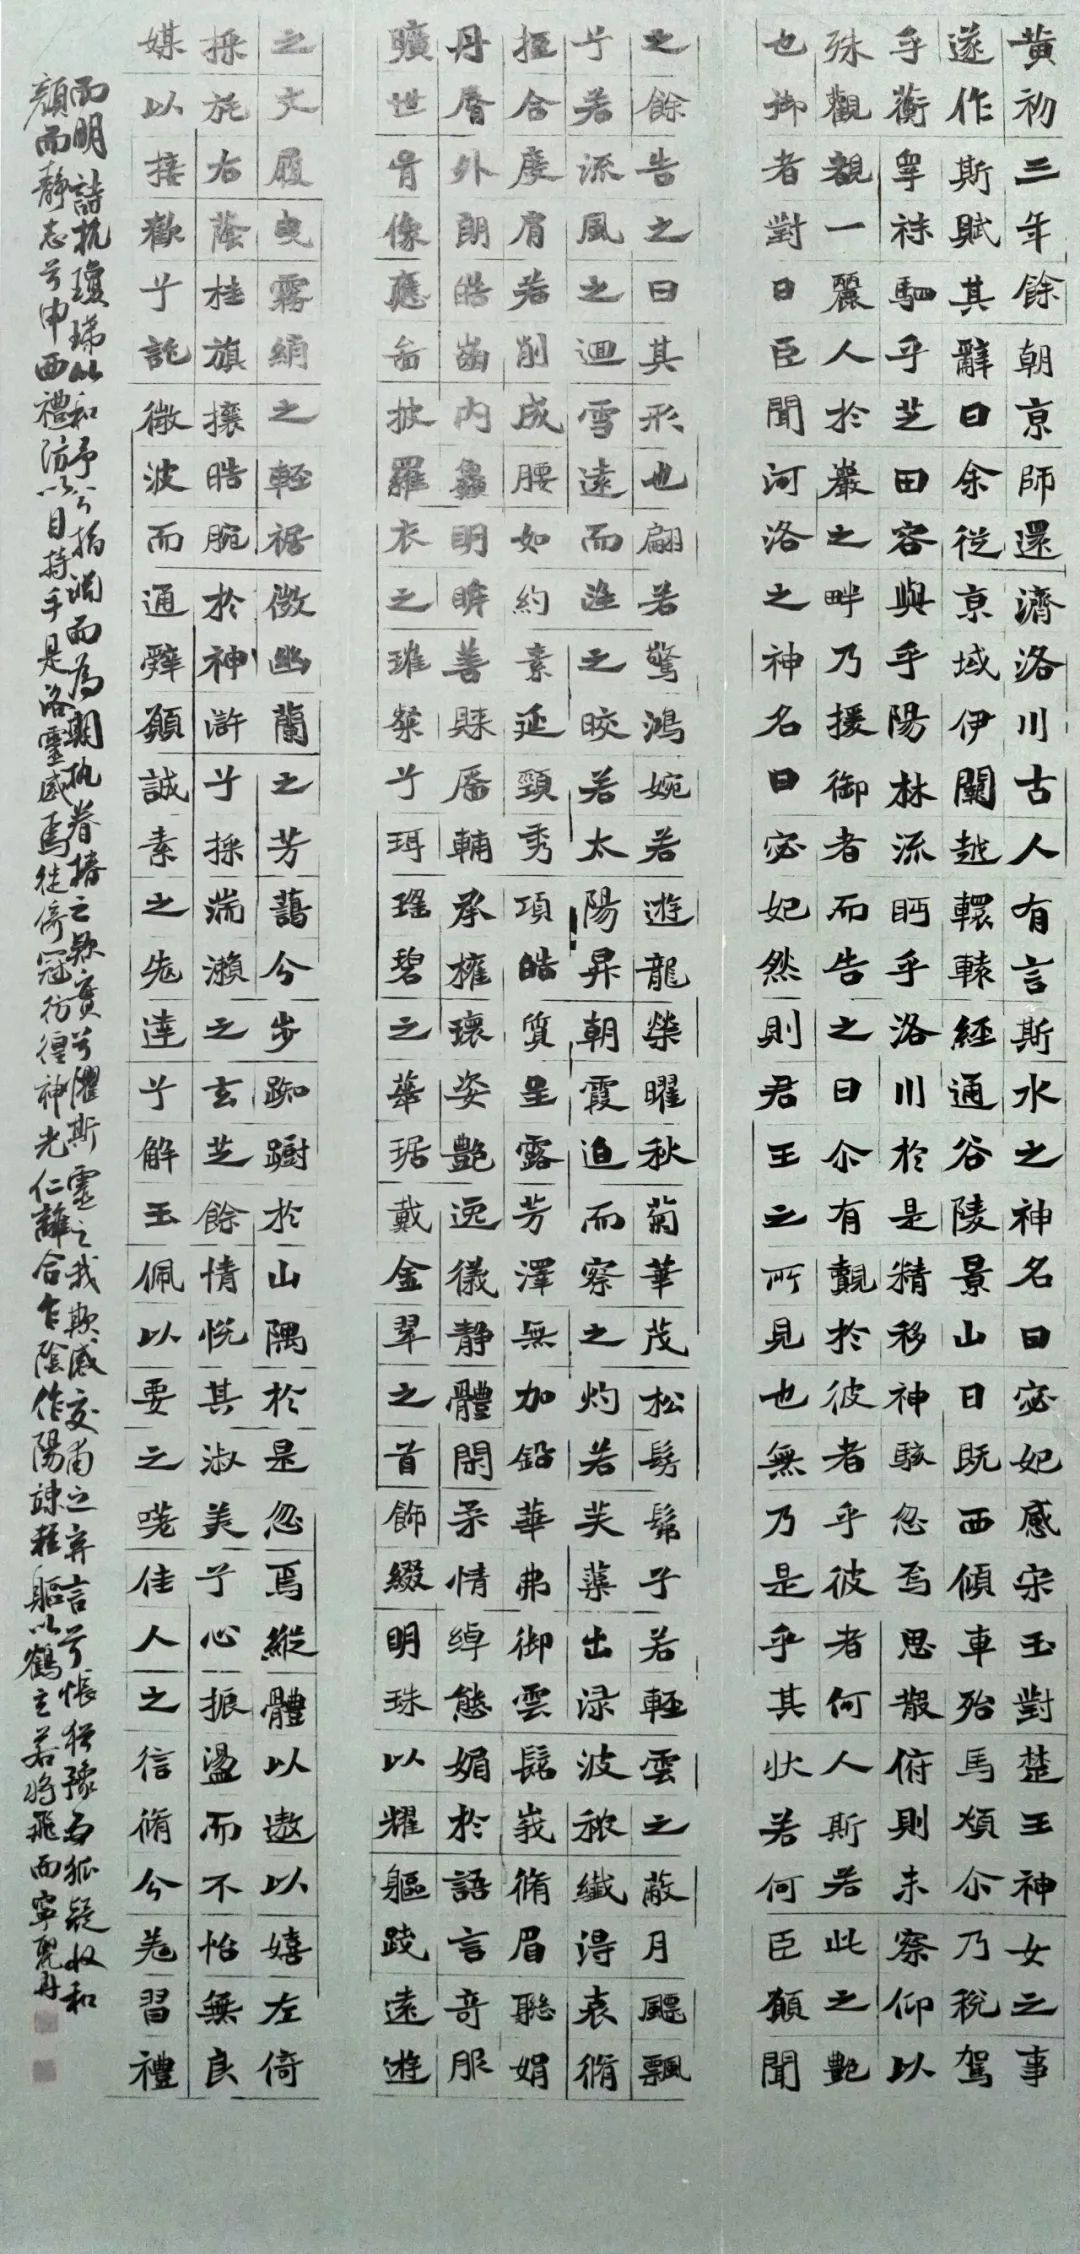 黃初三年余朝京師還濟洛川古人有言斯水之神名曰宓妃感宋玉對楚王神女之事
遂作斯賦其辭曰余從京域伊闕越轘轅經通谷陵景山日既西傾車殆馬煩尒乃稅駕
乎蘅皐秣駟乎芝田容與乎陽林流眄乎洛川於是精移神駭忽焉思散俯則未察仰以
殊觀覩一麗人於巖之畔乃援御者而告之曰尒有覿於彼者乎彼者何人斯若此之艷
也御者對曰臣聞河洛之神名曰宓妃然則君王之所見也無乃是乎其狀若何臣願聞
之餘告之曰其形也翩若驚鴻婉若遊龍榮曜秋菊華茂松髣髴子若輕雲之蔽月飄飄
兮若流風之迴雪遠而望之皎若太陽昇朝霞迫而察之灼若芙蕖出淥波穠纖得衷脩
短合度肩若削成腰如約素延頸秀項皓質呈露芳澤無加鉛華弗御雲髻峩脩眉聯娟
丹脣外朗皓齒內鮮明眸善睞靨輔承權瓌姿艷逸儀靜體閑柔情綽態媚於語言奇服
曠世骨像應圖披羅衣之璀粲兮珥瑤碧之華琚戴金翠之首飾綴明珠以耀軀踐遠遊
之文履曳霧綃之輕裾微幽蘭之芳藹兮步踟躕於山隅於是忽焉縱體以遨以嬉左倚
採旄右蔭桂旗攘皓腕於神滸兮採湍瀨之玄芝餘情悅其淑美兮心振盪而不怡無良
媒以接歡兮託微波而通辭願誠素之先達兮解玉佩以要之嗟佳人之信脩兮羌習禮
而明詩抗瓊珶以和予兮指淵而為期執眷眷之款實兮懼斯靈之我欺感交甫之棄言兮悵猶豫而狐疑收和
顏而靜志兮申西禮防以自持于是洛靈感焉徙倚冠彷徨神光仁離合乍陰作陽竦輕軀以鶴立若將飛而寧